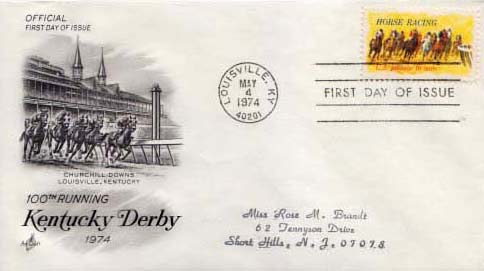 OFFICIAL
FIRST DAY OF ISSUE
CHURCHILL DOWNS
LOUISVILLE, KENTUCKY
100TH RUNNING
Kentucky Derby
1974
HORSE RACING
LOUISVILLE, KY
MAY
4
1974
40201
FIRST DAY OF ISSUE
Miss Rose M. Brandt
62 Tennyson Drive
Short Hills, N. J. 07078